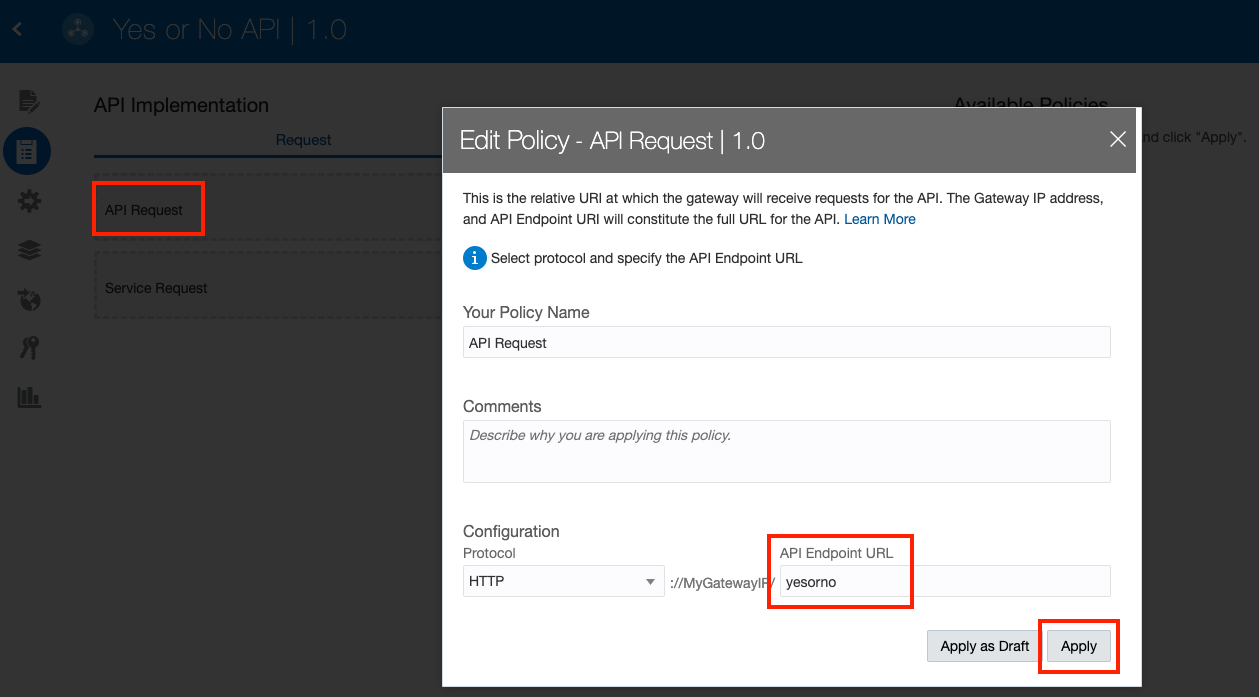 Yes or No API | 1.0
API Implementation
Request
API Request
Service Request
Available Policies
nd click "Apply".
Edit Policy - API Request | 1.0
This is the relative URI at which the gateway will receive requests for the API. The Gateway IP address,
and API Endpoint URI will constitute the full URL for the API. Learn More
i Select protocol and specify the API Endpoint URL
Your Policy Name
API Request
Comments
Describe why you are applying this policy.
Configuration
Protocol
API Endpoint URL
HTTP
://MyGatewayIP/
yesorno
Apply as Draft
Apply